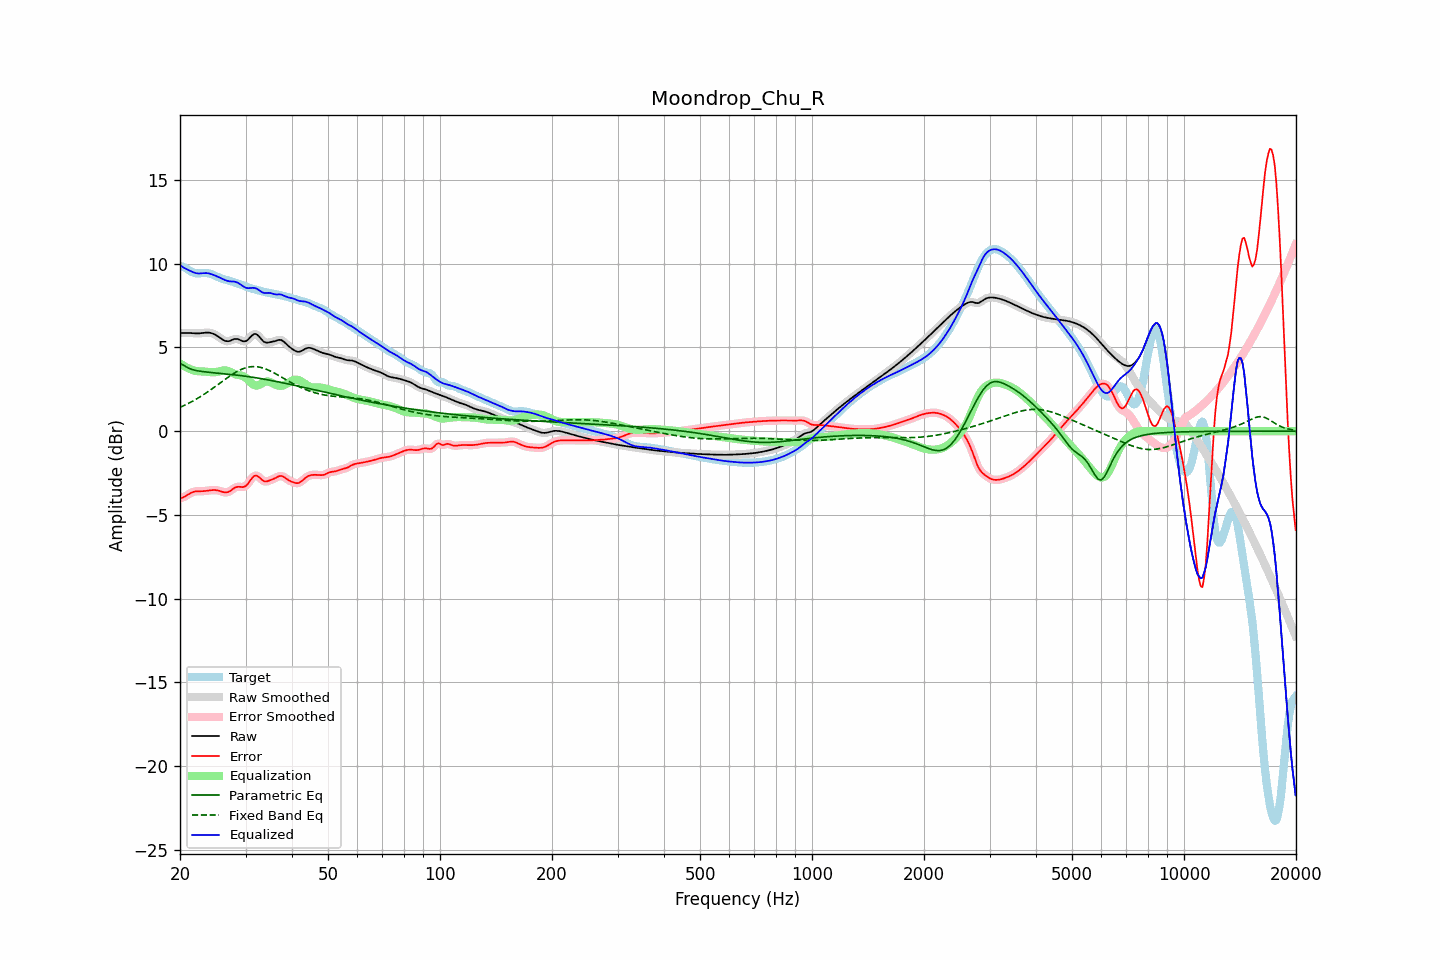 Moondrop_Chu_R
Amplitude (dBr)
15
10
5
0
−5
−10
−15
−20
−25
Target
Raw Smoothed
Error Smoothed
Raw
Error
Equalization
Parametric Eq
Fixed Band Eq
Equalized
20 50 100 200 500 1000 2000 5000 10000 20000
Frequency (Hz)